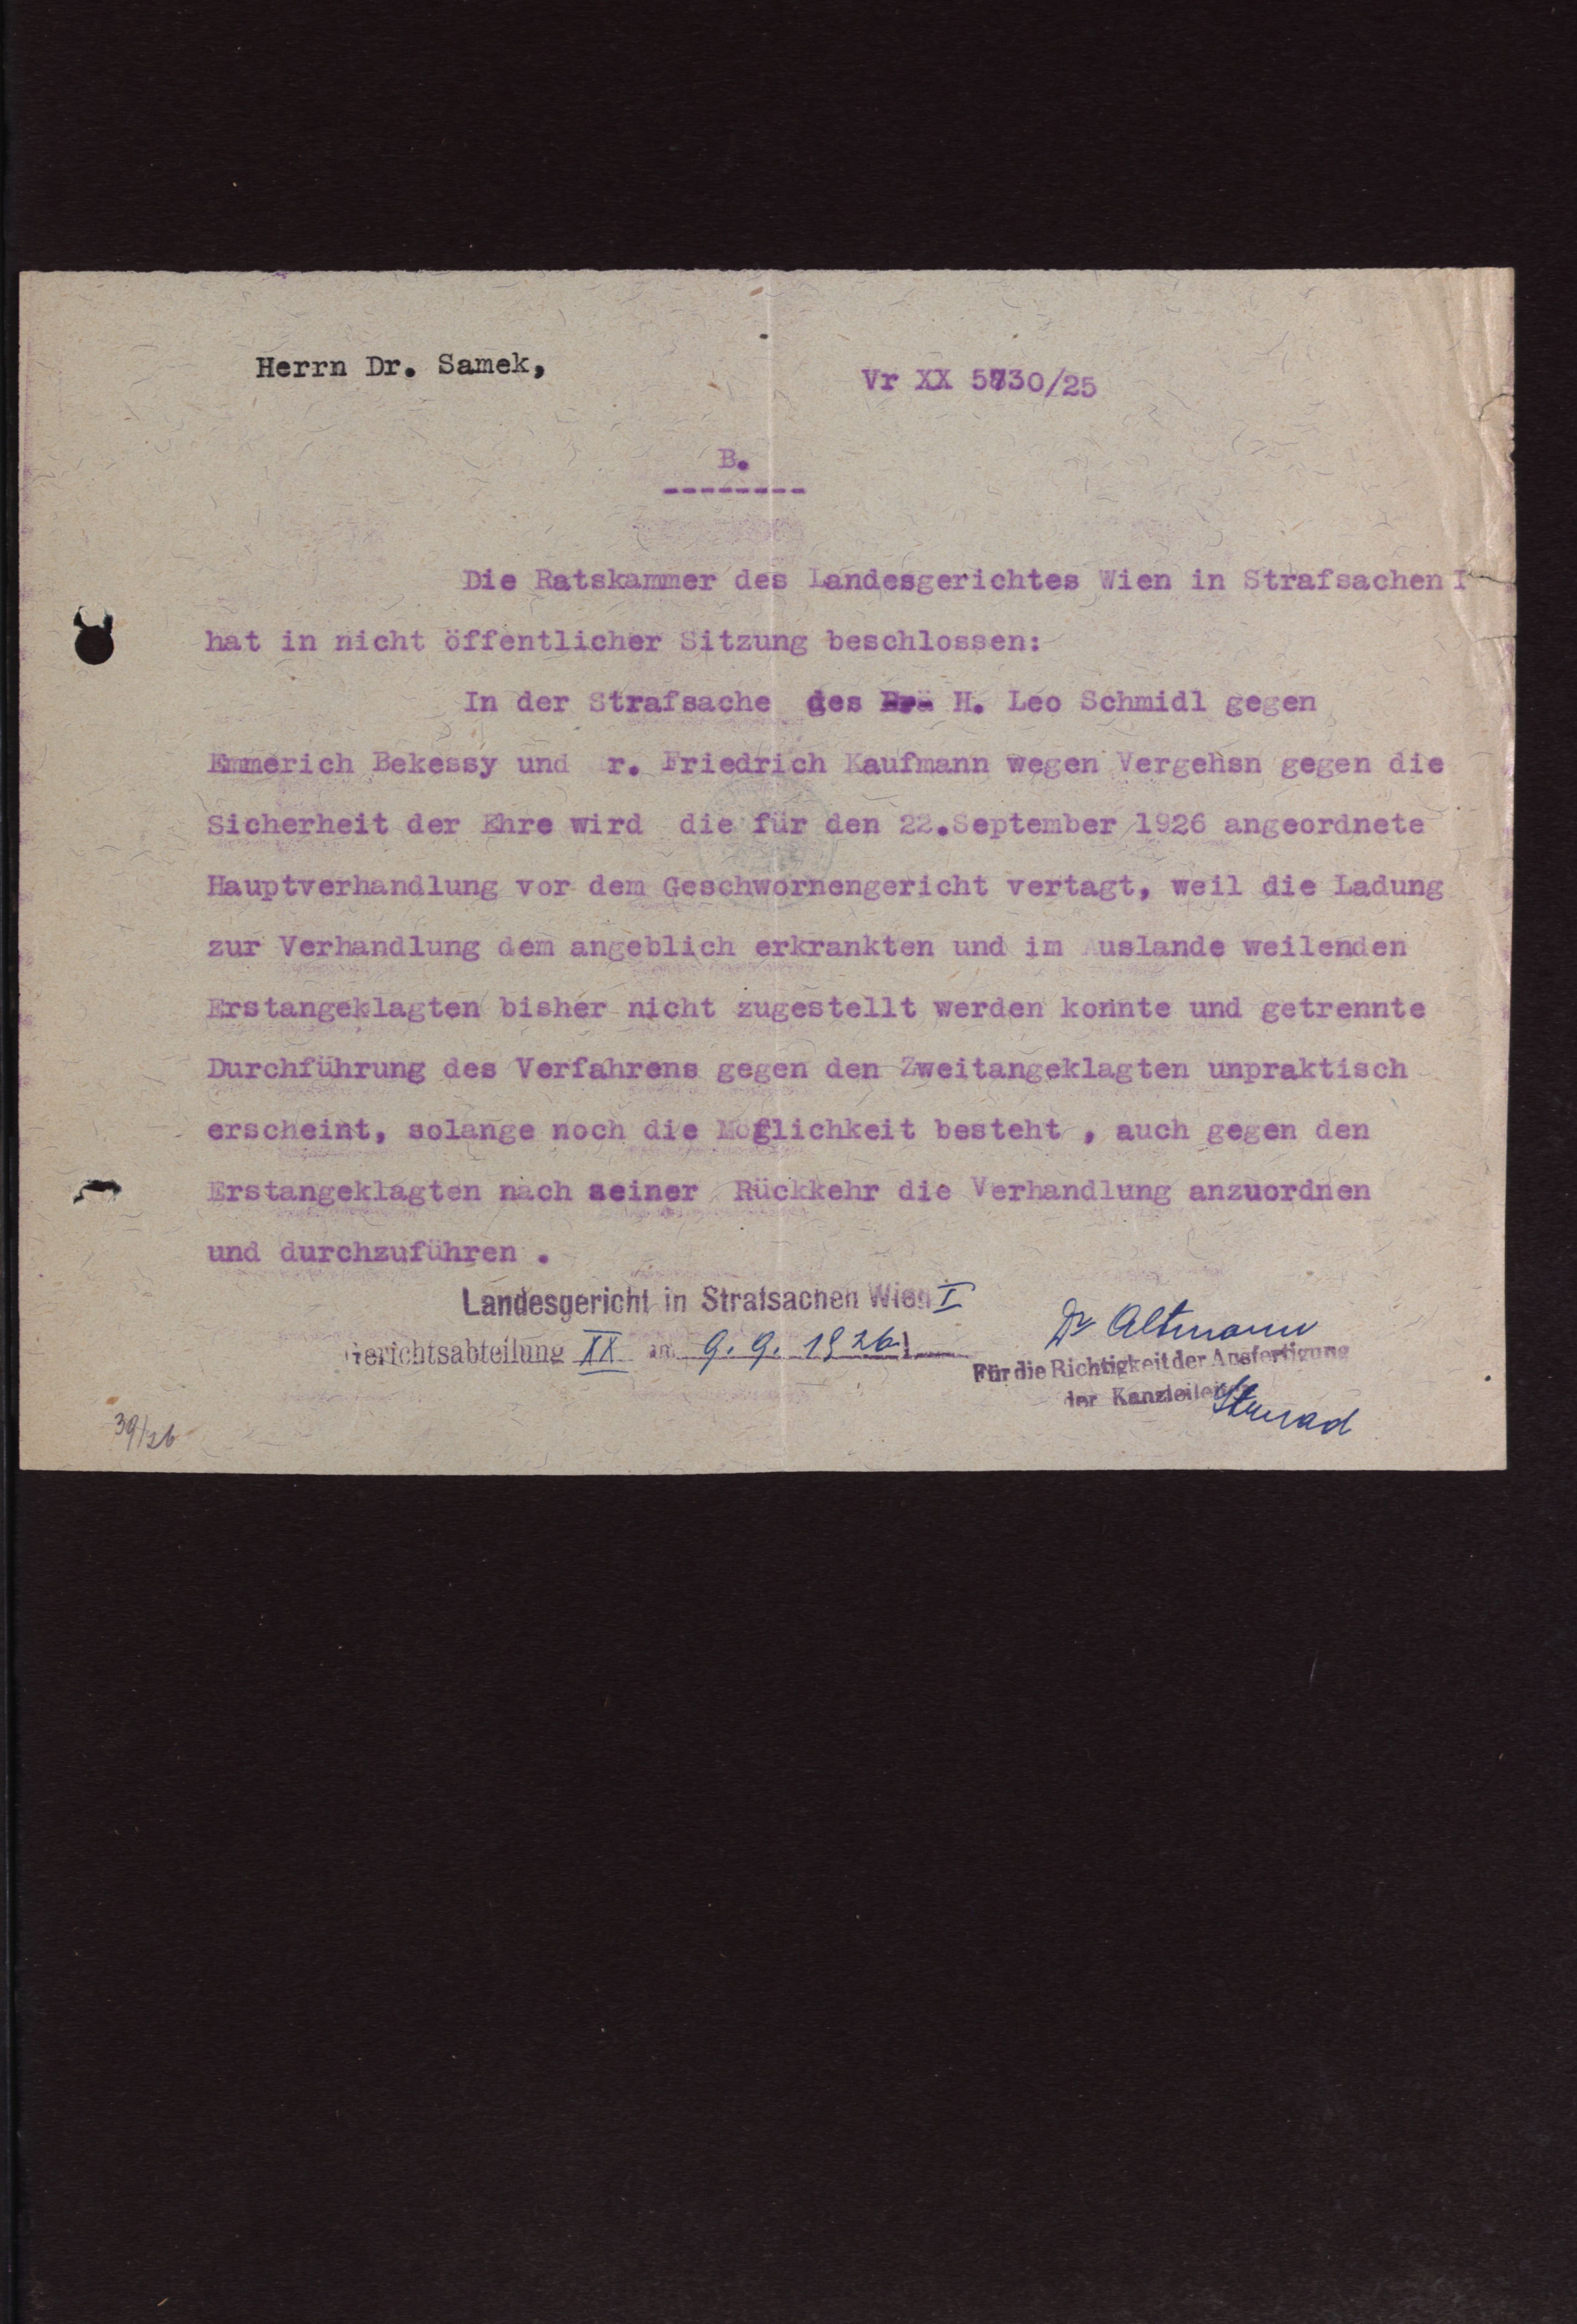 Herrn Dr. Samek,
Vr XX 5730/25
B.
--------
Die Ratskammer des Landesgerichtes Wien in Strafsachen I
hat in nicht öffentlicher Sitzung beschlossen:
In der Strafsache des H. Leo Schmidl gegen
Emmerich Bekessy und r. Friedrich Kaufmann wegen Vergehsn gegen die
Sicherheit der Ehre wird die für den 22.September 1926 angeordnete
Hauptverhandlung vor dem Geschwornengericht vertagt, weil die Ladung
zur Verhandlung dem angeblich erkrankten und im Auslande weilenden
Erstangeklagten bisher nicht zugestellt werden konnte und getrennte
Durchführung des Verfahrens gegen den Zweitangeklagten unpraktisch
erscheint, solange noch die Möglichkeit besteht , auch gegen den
Erstangeklagten nach seiner Rückkehr die Verhandlung anzuordnen
und durchzuführen .
Landesgericht in Strafsachen Wien I
Gerichtsabteilung XX am 9. 9. 1926
Dr Altmann
Für die Richtigkeit der Ausfertigung
der Kanzleileiter
39/26